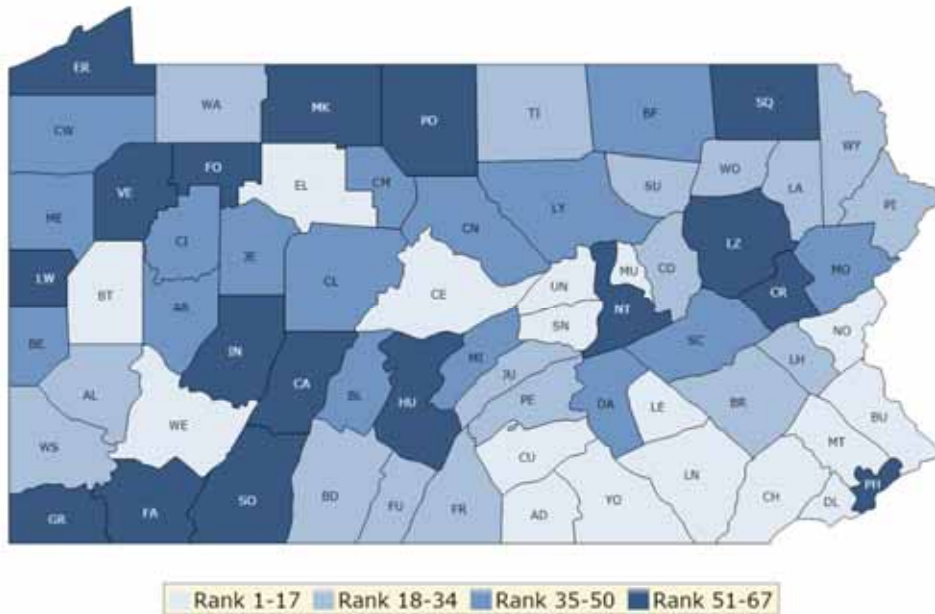 ER
WA
MK
PO
TI
BF
SQ
WY
CW
FO
EL
CM
WO
LA
PI
VE
SU
ME
LY
CI
CN
JE
LZ
LW
BT
CL
CO
MO
MU
UN
CE
CR
AR
NT
NO
SN
BE
IN
SC
MI
LH
CA
JU
AL
BL
HU
PE
DA
LE
BR
BU
WE
WS
MT
CU
LN
PH
BD
FU
FR
YO
CH
DL
GR
FA
SO
AD
Rank 1-17 Rank 18-34 Rank 35-50 Rank 51-67